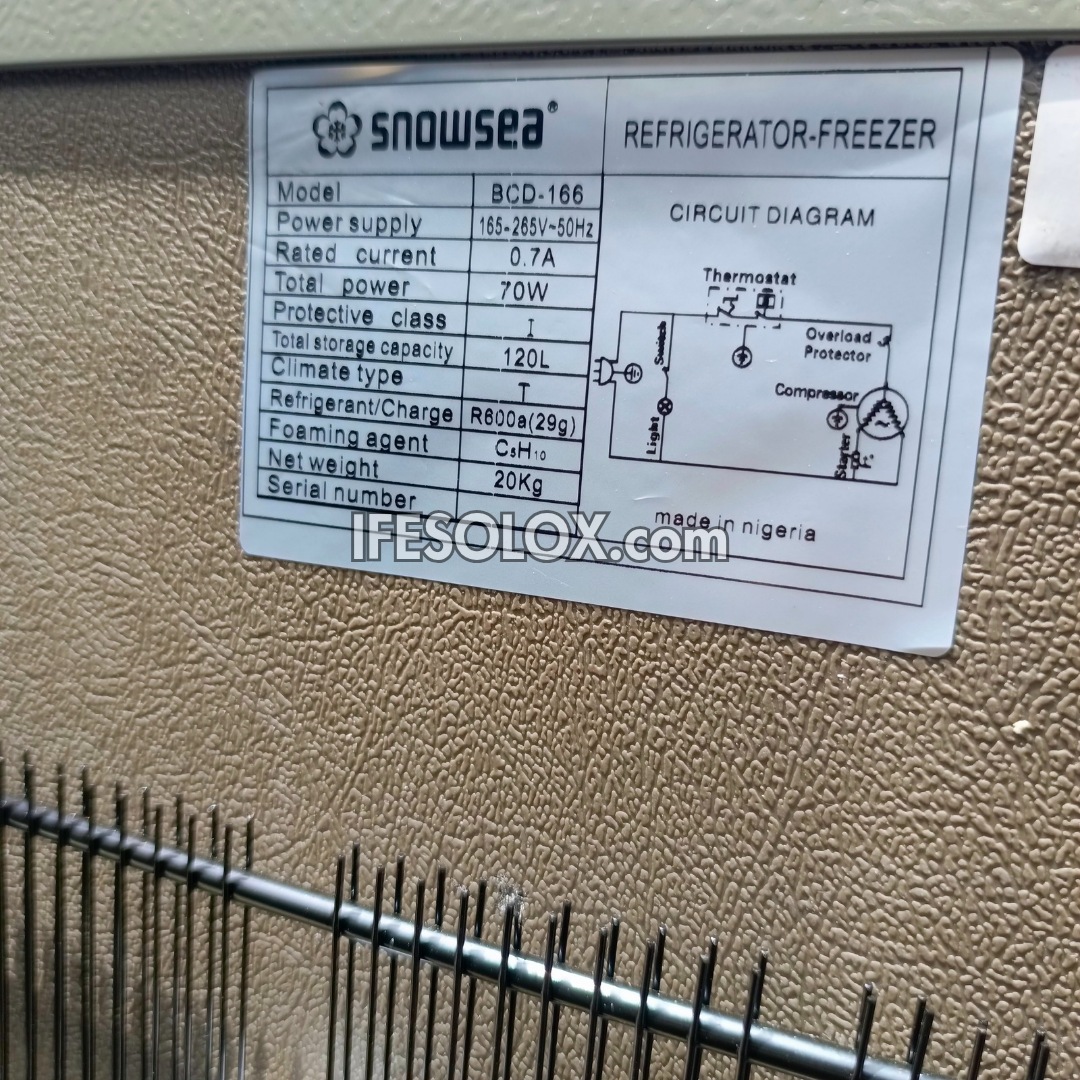 snowsea®
REFRIGERATOR-FREEZER
Model BCD-166
Power supply 165-265V~50Hz
Rated current 0.7A
Total power 70W
Protective class I
Total storage capacity 120L
Climate type T
Refrigerant/Charge R600a(29g)
Foaming agent C₅H₁₀
Net weight 20Kg
Serial number
CIRCUIT DIAGRAM
Thermostat
Switch
Overload
Protector
Compressor
Light
Starter
made in nigeria
IFESOLOX.com